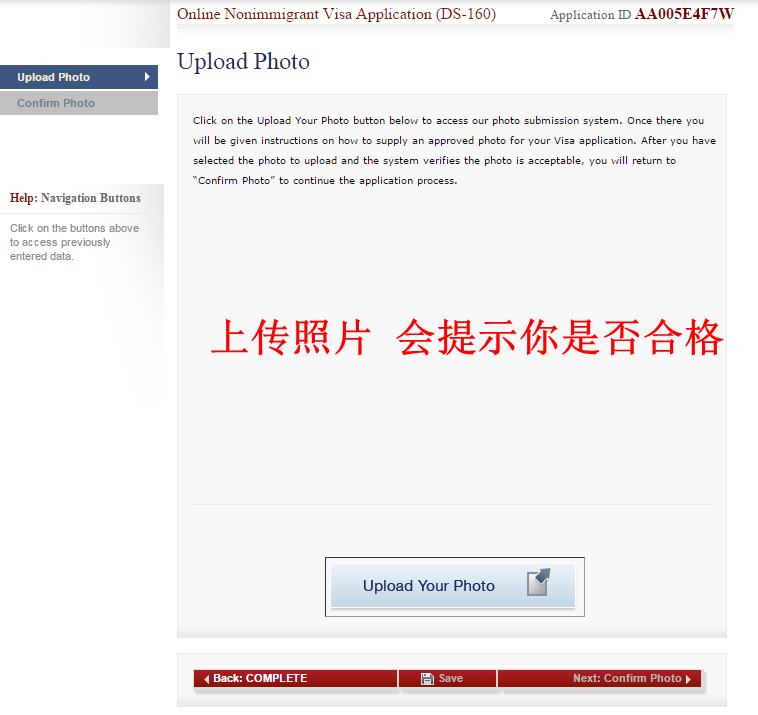 Online Nonimmigrant Visa Application (DS-160)
Application ID AA005E4F7W
Upload Photo
Upload Photo
Confirm Photo
Help: Navigation Buttons
Click on the buttons above
to access previously
entered data.
Click on the Upload Your Photo button below to access our photo submission system. Once there you
will be given instructions on how to supply an approved photo for your Visa application. After you have
selected the photo to upload and the system verifies the photo is acceptable, you will return to
“Confirm Photo” to continue the application process.
上传照片 会提示你是否合格
Upload Your Photo
Back: COMPLETE
Save
Next: Confirm Photo